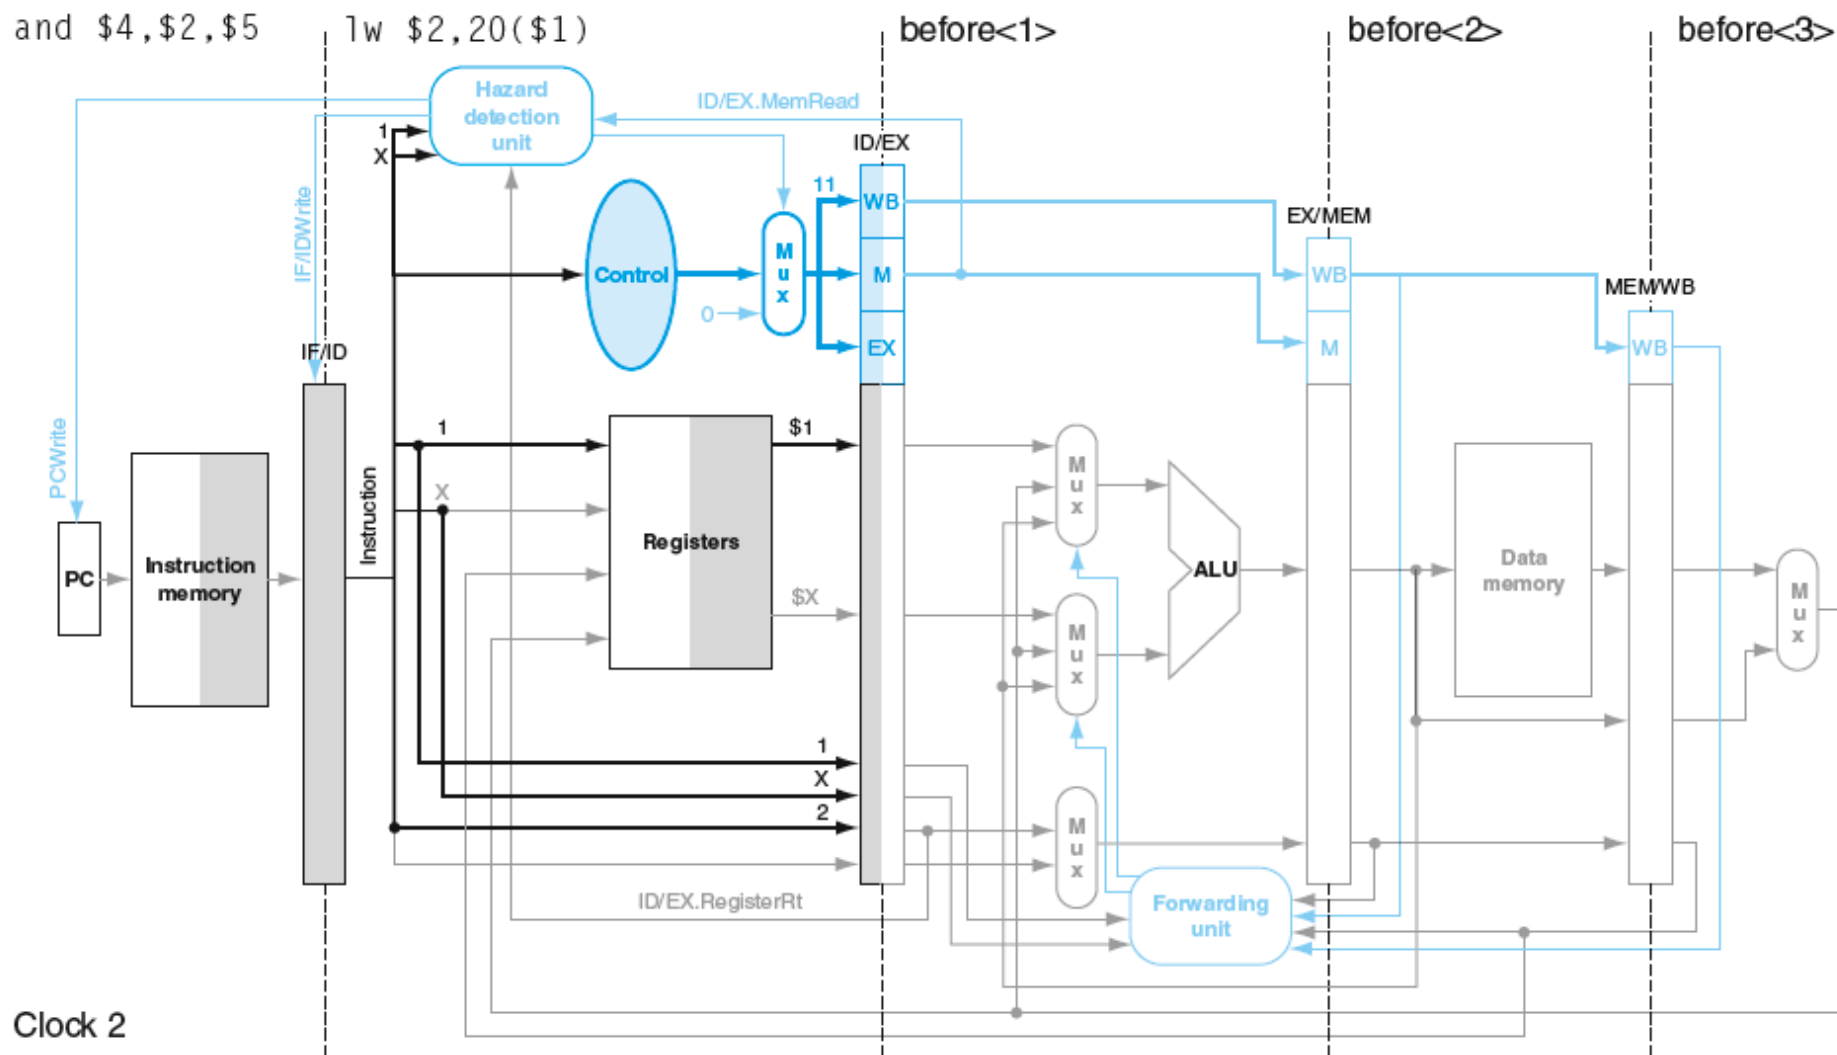 and $4,$2,$5
lw $2,20($1)
before<1>
before<2>
before<3>
Hazard
detection
unit
ID/EX.MemRead
1
X
ID/EX
11
WB
EX/MEM
IF/IDWrite
Control
M
u
x
M
WB
MEM/WB
0
IF/ID
EX
M
WB
PCWrite
1
$1
Instruction
X
M
u
x
PC
Instruction
memory
Registers
ALU
Data
memory
M
u
x
$X
M
u
x
1
X
2
M
u
x
ID/EX.RegisterRt
Forwarding
unit
Clock 2